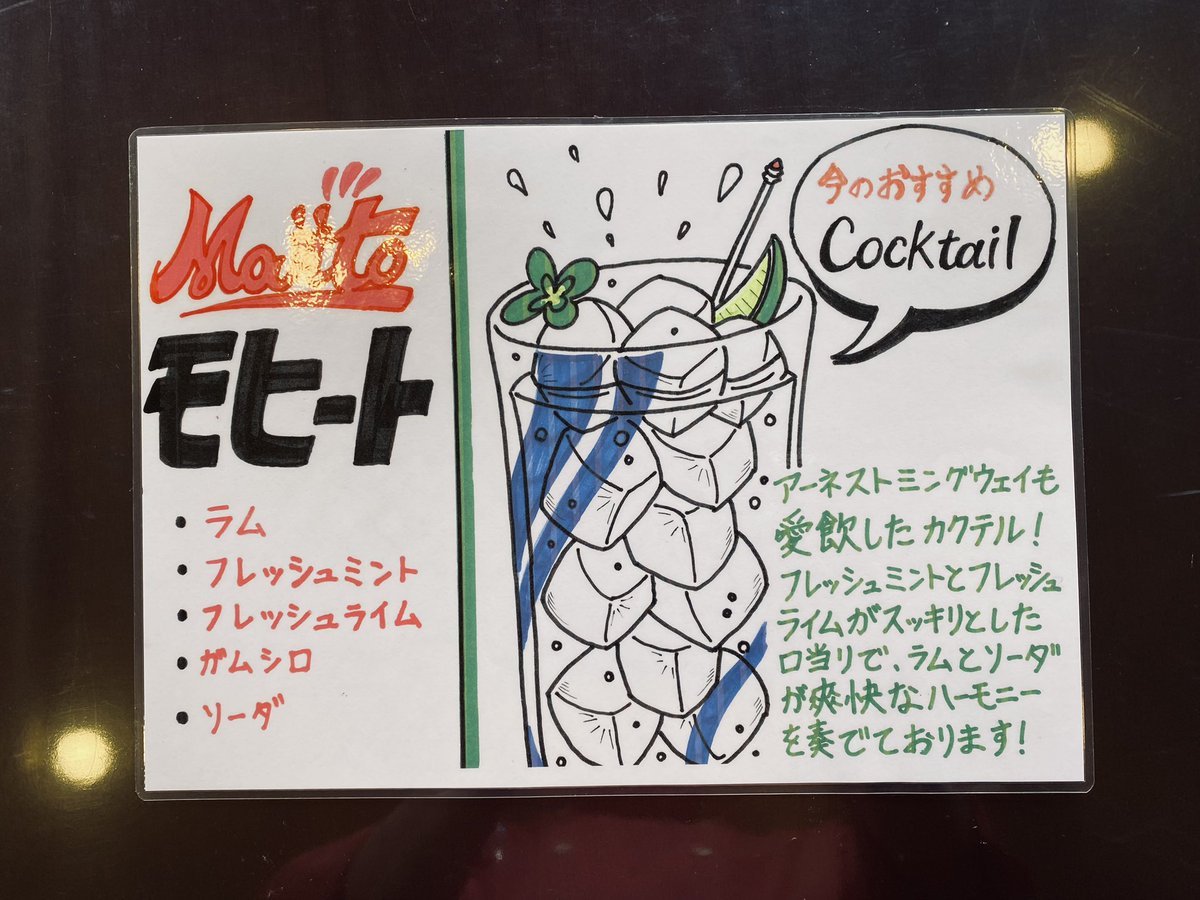 Mojito
モヒート
• ラム
• フレッシュミント
• フレッシュライム
• ガムシロ
• ソーダ
今のおすすめ
Cocktail
アーネストミングウェイも
愛飲したカクテル!
フレッシュミントとフレッシュ
ライムがスッキリとした
口当りで、ラムとソーダ
が爽快なハーモニー
を奏でております!